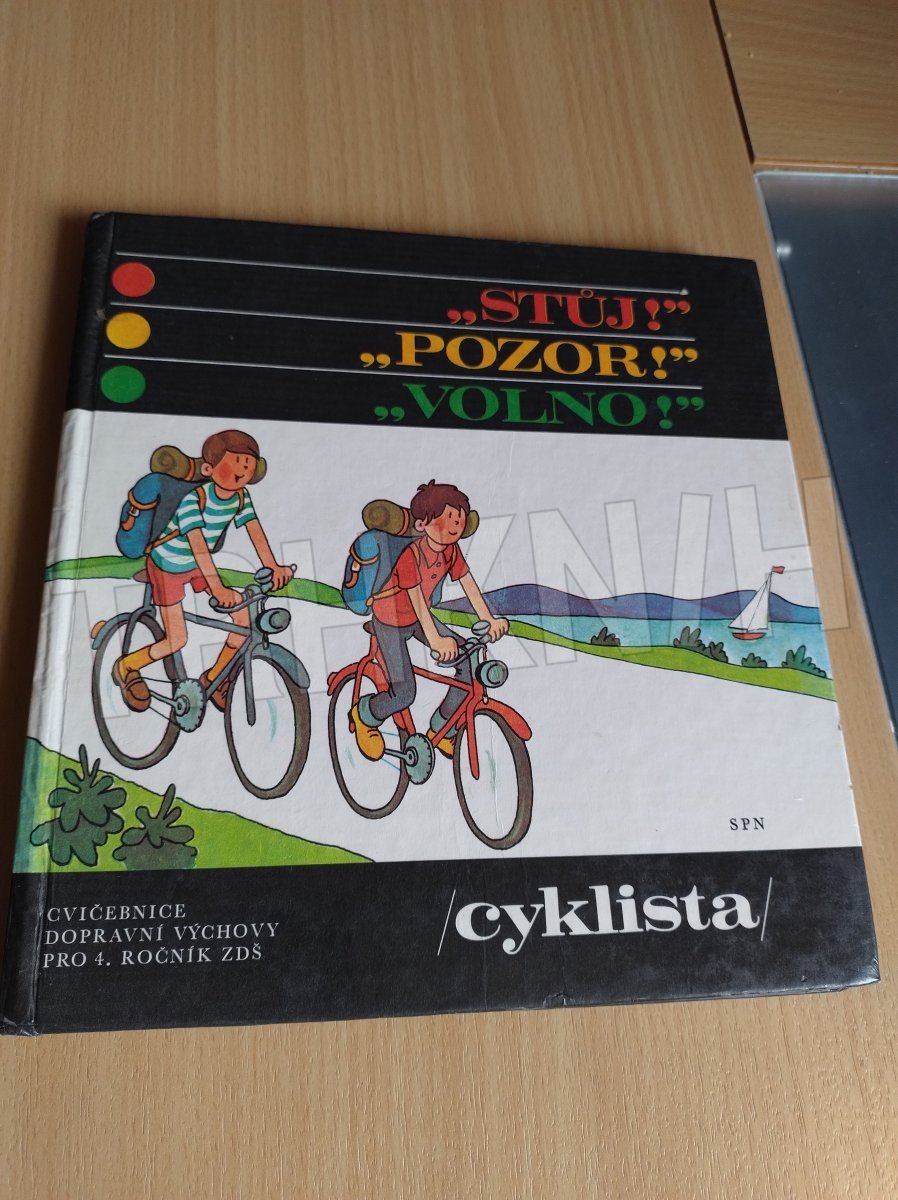 „STŮJ!”
„POZOR!”
„VOLNO!”
SPN
/cyklista/
CVIČEBNICE
DOPRAVNÍ VÝCHOVY
PRO 4. ROČNÍK ZDŠ